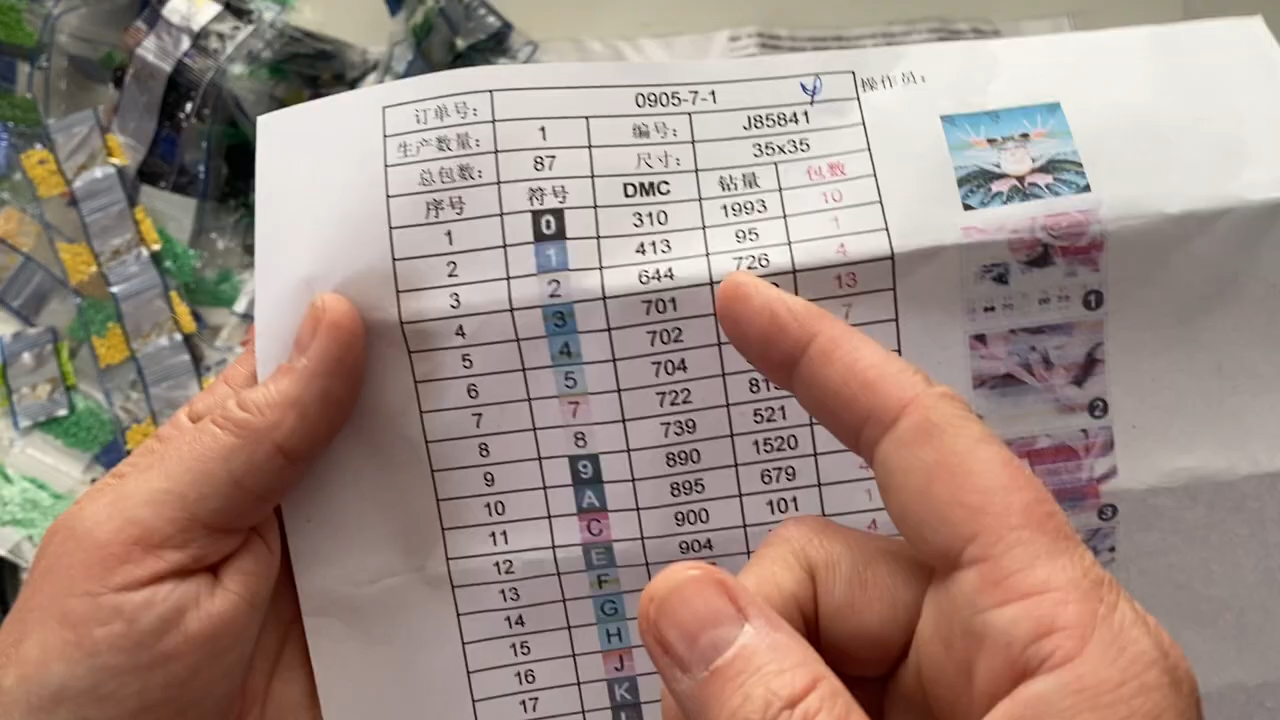 订单号: 0905-7-1 操作员:
生产数量: 1 编号: J85841
总包数: 87 尺寸: 35x35
序号 符号 DMC 钻量 包数
1 0 310 1993 10
2 1 413 95 1
3 2 644 726 4
4 3 701 13
5 4 702 7
6 5 704
7 7 722
8 8 739 521
9 9 890 1520
10 A 895 679
11 C 900 101 1
12 E 904 4
13 F
14 G
15 H
16 J
17 K
1
2
3